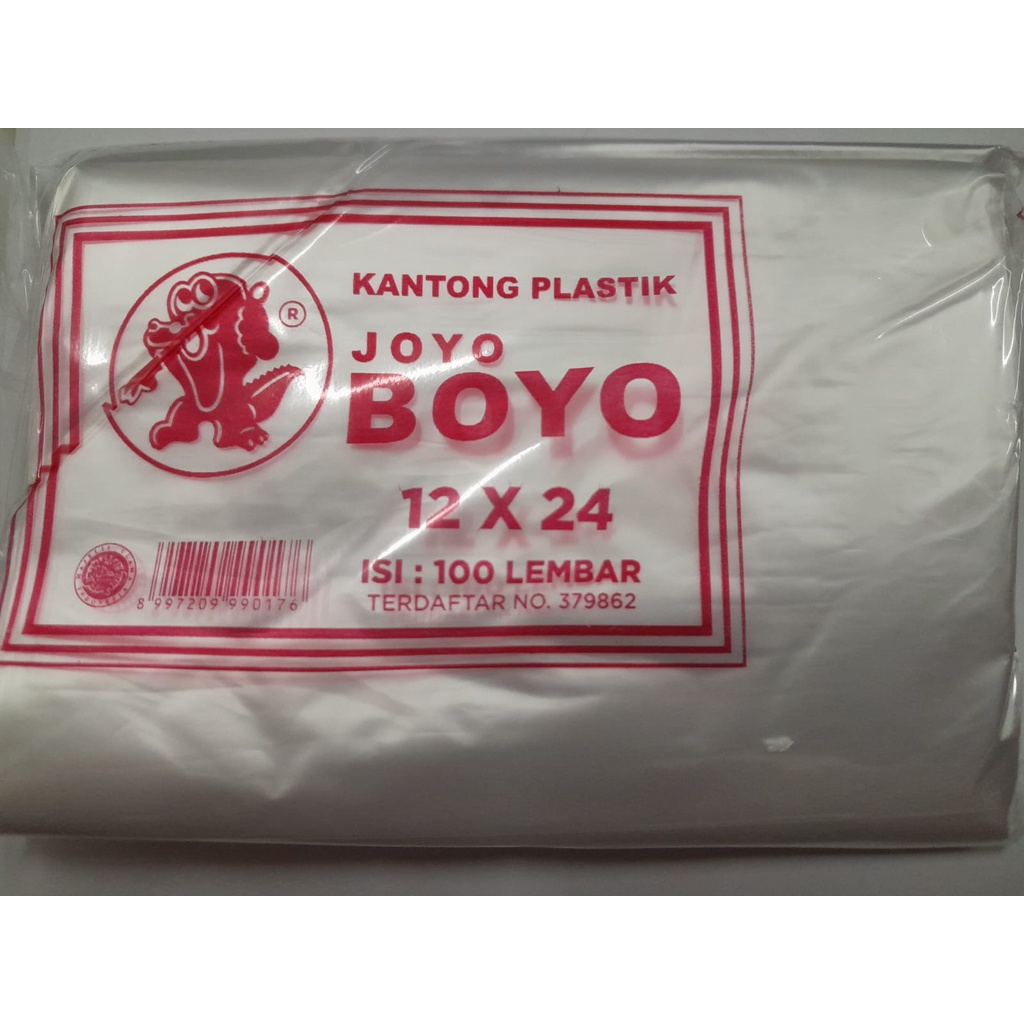 ®
KANTONG PLASTIK
JOYO
BOYO
12 X 24
ISI : 100 LEMBAR
TERDAFTAR NO. 379862
8 997209 990176